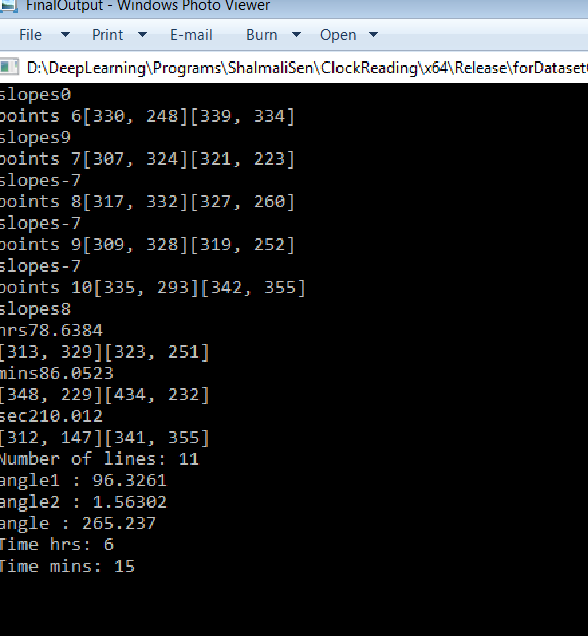 FinalOutput - Windows Photo Viewer
File Print E-mail Burn Open
D:\DeepLearning\Programs\ShalmaliSen\ClockReading\x64\Release\forDataset
slopes0
points 6[330, 248][339, 334]
slopes9
points 7[307, 324][321, 223]
slopes-7
points 8[317, 332][327, 260]
slopes-7
points 9[309, 328][319, 252]
slopes-7
points 10[335, 293][342, 355]
slopes8
hrs78.6384
[313, 329][323, 251]
mins86.0523
[348, 229][434, 232]
sec210.012
[312, 147][341, 355]
Number of lines: 11
angle1 : 96.3261
angle2 : 1.56302
angle : 265.237
Time hrs: 6
Time mins: 15